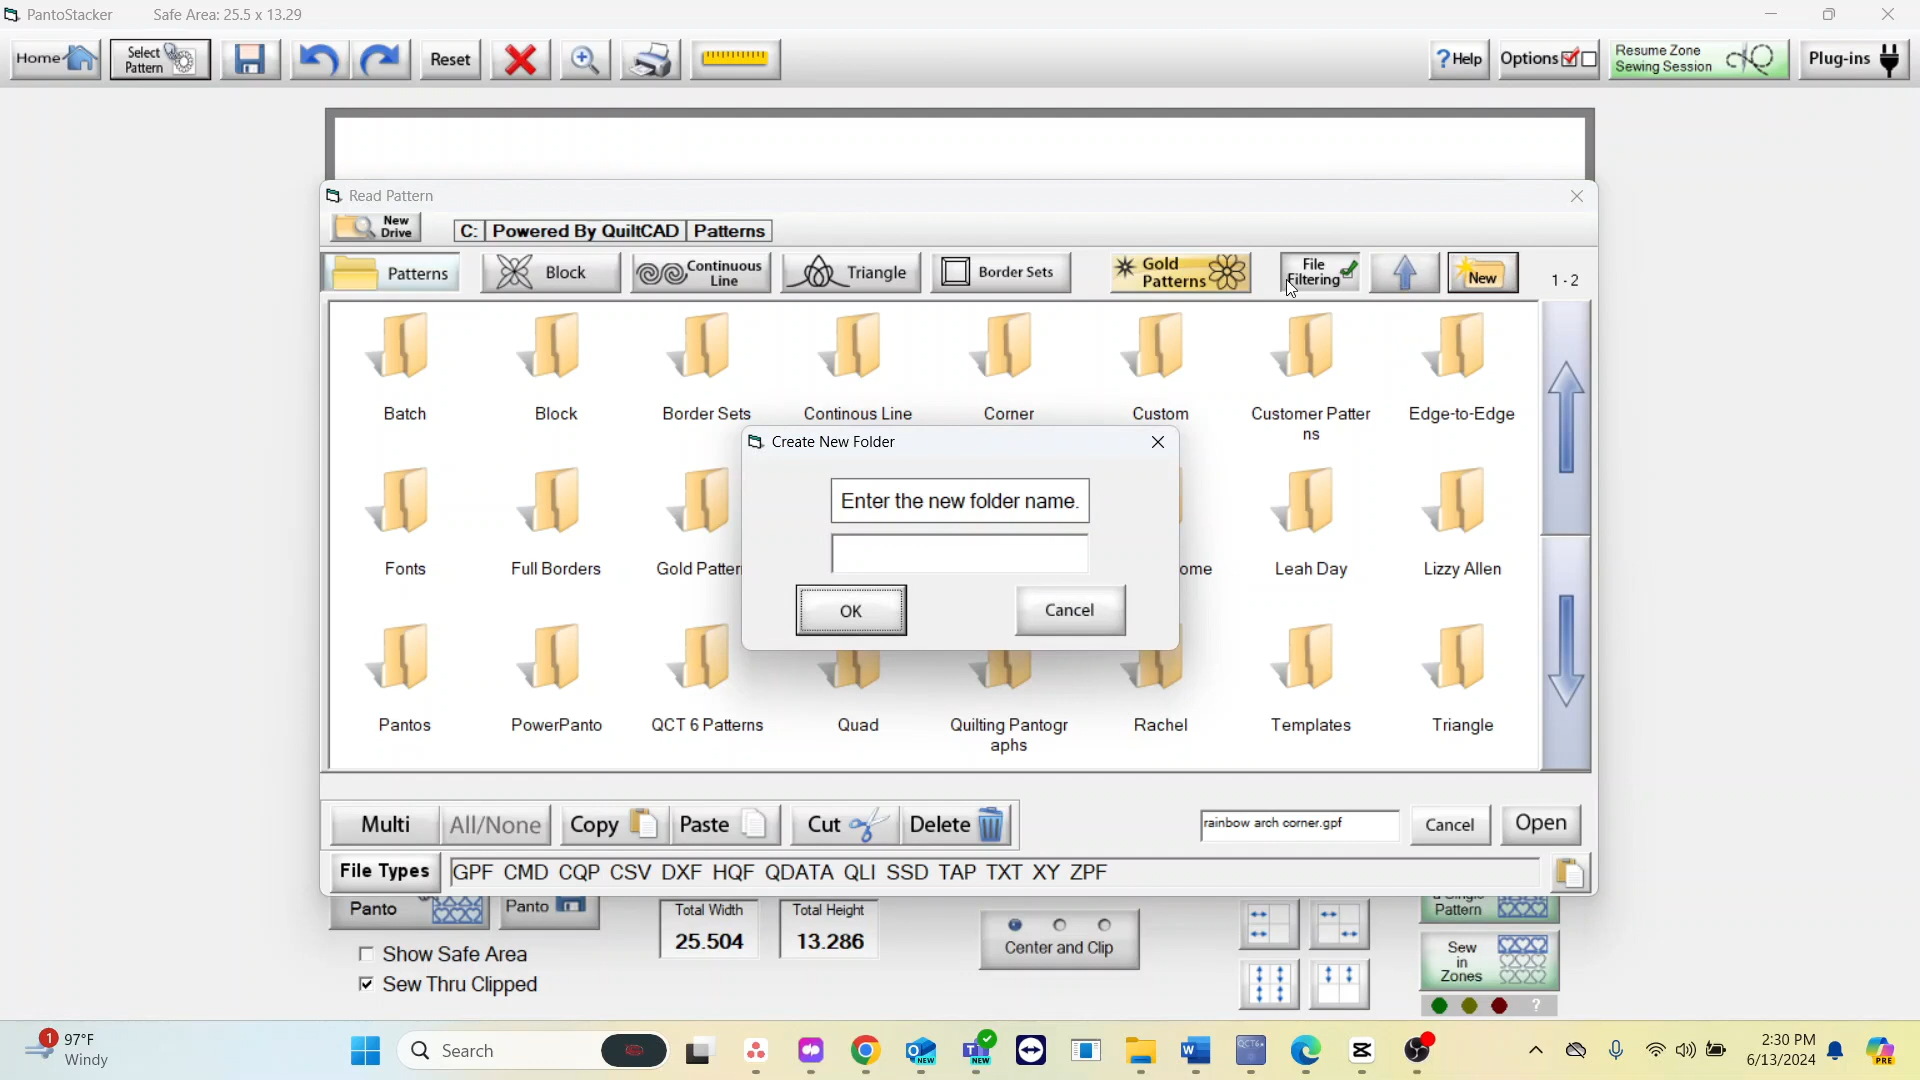 PantoStacker Safe Area: 25.5 x 13.29
Home Select Pattern Reset ?Help Options Resume Zone Sewing Session Plug-ins
Read Pattern
New Drive C: Powered By QuiltCAD Patterns
Patterns Block Continuous Line Triangle Border Sets Gold Patterns File Filtering New 1 - 2
Batch Block Border Sets Continous Line Corner Custom Customer Patter ns Edge-to-Edge
Create New Folder
Enter the new folder name.
Fonts Full Borders Gold Patter ome Leah Day Lizzy Allen
OK Cancel
Pantos PowerPanto QCT 6 Patterns Quad Quilting Pantogr aphs Rachel Templates Triangle
Multi All/None Copy Paste Cut Delete rainbow arch corner.gpf Cancel Open
File Types GPF CMD CQP CSV DXF HQF QDATA QLI SSD TAP TXT XY ZPF
Panto Panto Total Width Total Height Pattern
25.504 13.286 Center and Clip
Show Safe Area
Sew in Zones
Sew Thru Clipped
?
1 97°F
Windy
Search
NEW NEW QCT6
2:30 PM
6/13/2024
PRE